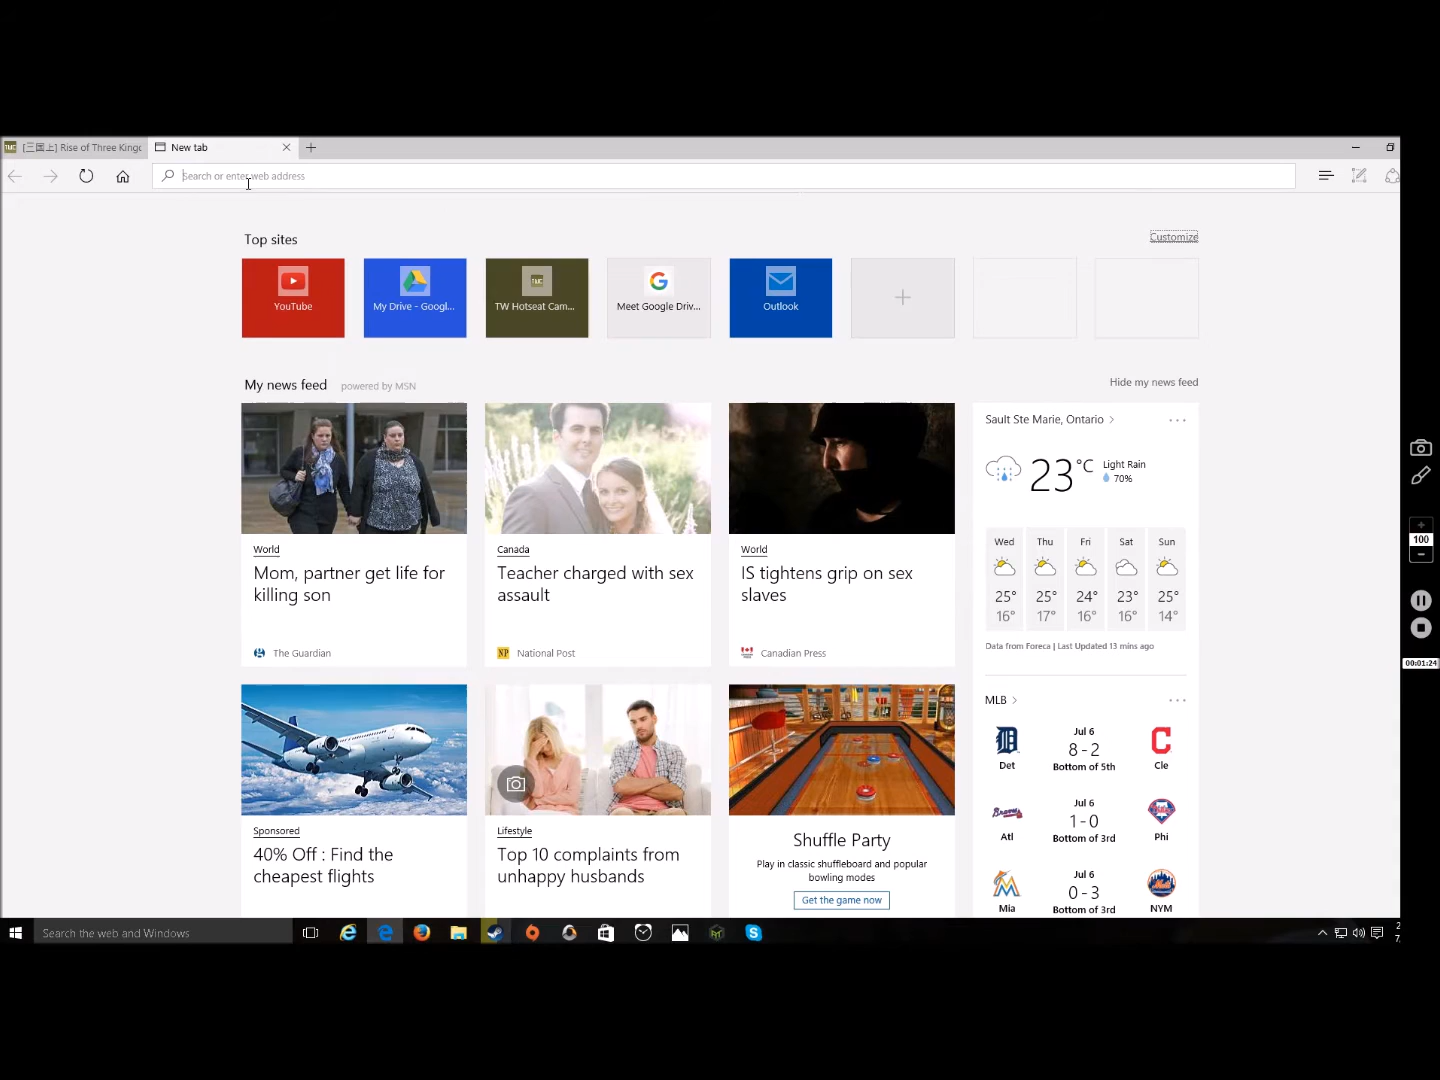 [三国上] Rise of Three King
New tab
Search or enter web address
Top sites
Customize
YouTube
My Drive - Googl...
TW Hotseat Cam...
Meet Google Driv...
Outlook
My news feed powered by MSN
Hide my news feed
World
Mom, partner get life for
killing son
The Guardian
Canada
Teacher charged with sex
assault
National Post
World
IS tightens grip on sex
slaves
Canadian Press
Sault Ste Marie, Ontario
23°C
Light Rain
70%
Wed Thu Fri Sat Sun
25° 25° 24° 23° 25°
16° 17° 16° 16° 14°
Data from Foreca | Last Updated 13 mins ago
MLB
Jul 6
8 - 2
Det Bottom of 5th Cle
Jul 6
1 - 0
Atl Bottom of 3rd Phi
Jul 6
0 - 3
Mia Bottom of 3rd NYM
Sponsored
40% Off : Find the
cheapest flights
Lifestyle
Top 10 complaints from
unhappy husbands
Shuffle Party
Play in classic shuffleboard and popular
bowling modes
Get the game now
Search the web and Windows
100
00:01:24